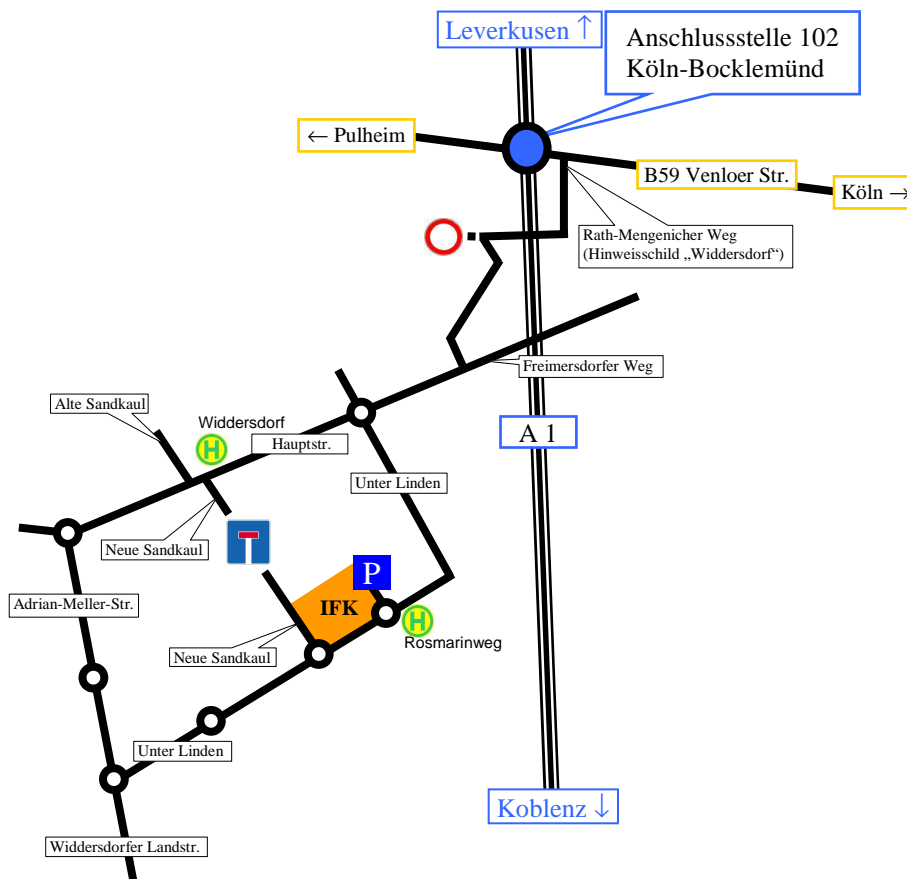 Leverkusen ↑
Anschlussstelle 102
Köln-Bocklemünd
← Pulheim
B59 Venloer Str.
Köln →
Rath-Mengenicher Weg
(Hinweisschild „Widdersdorf“)
Freimersdorfer Weg
Alte Sandkaul
Widdersdorf
H
Hauptstr.
A 1
Unter Linden
Neue Sandkaul
P
IFK
Adrian-Meller-Str.
H
Rosmarinweg
Neue Sandkaul
Unter Linden
Koblenz ↓
Widdersdorfer Landstr.